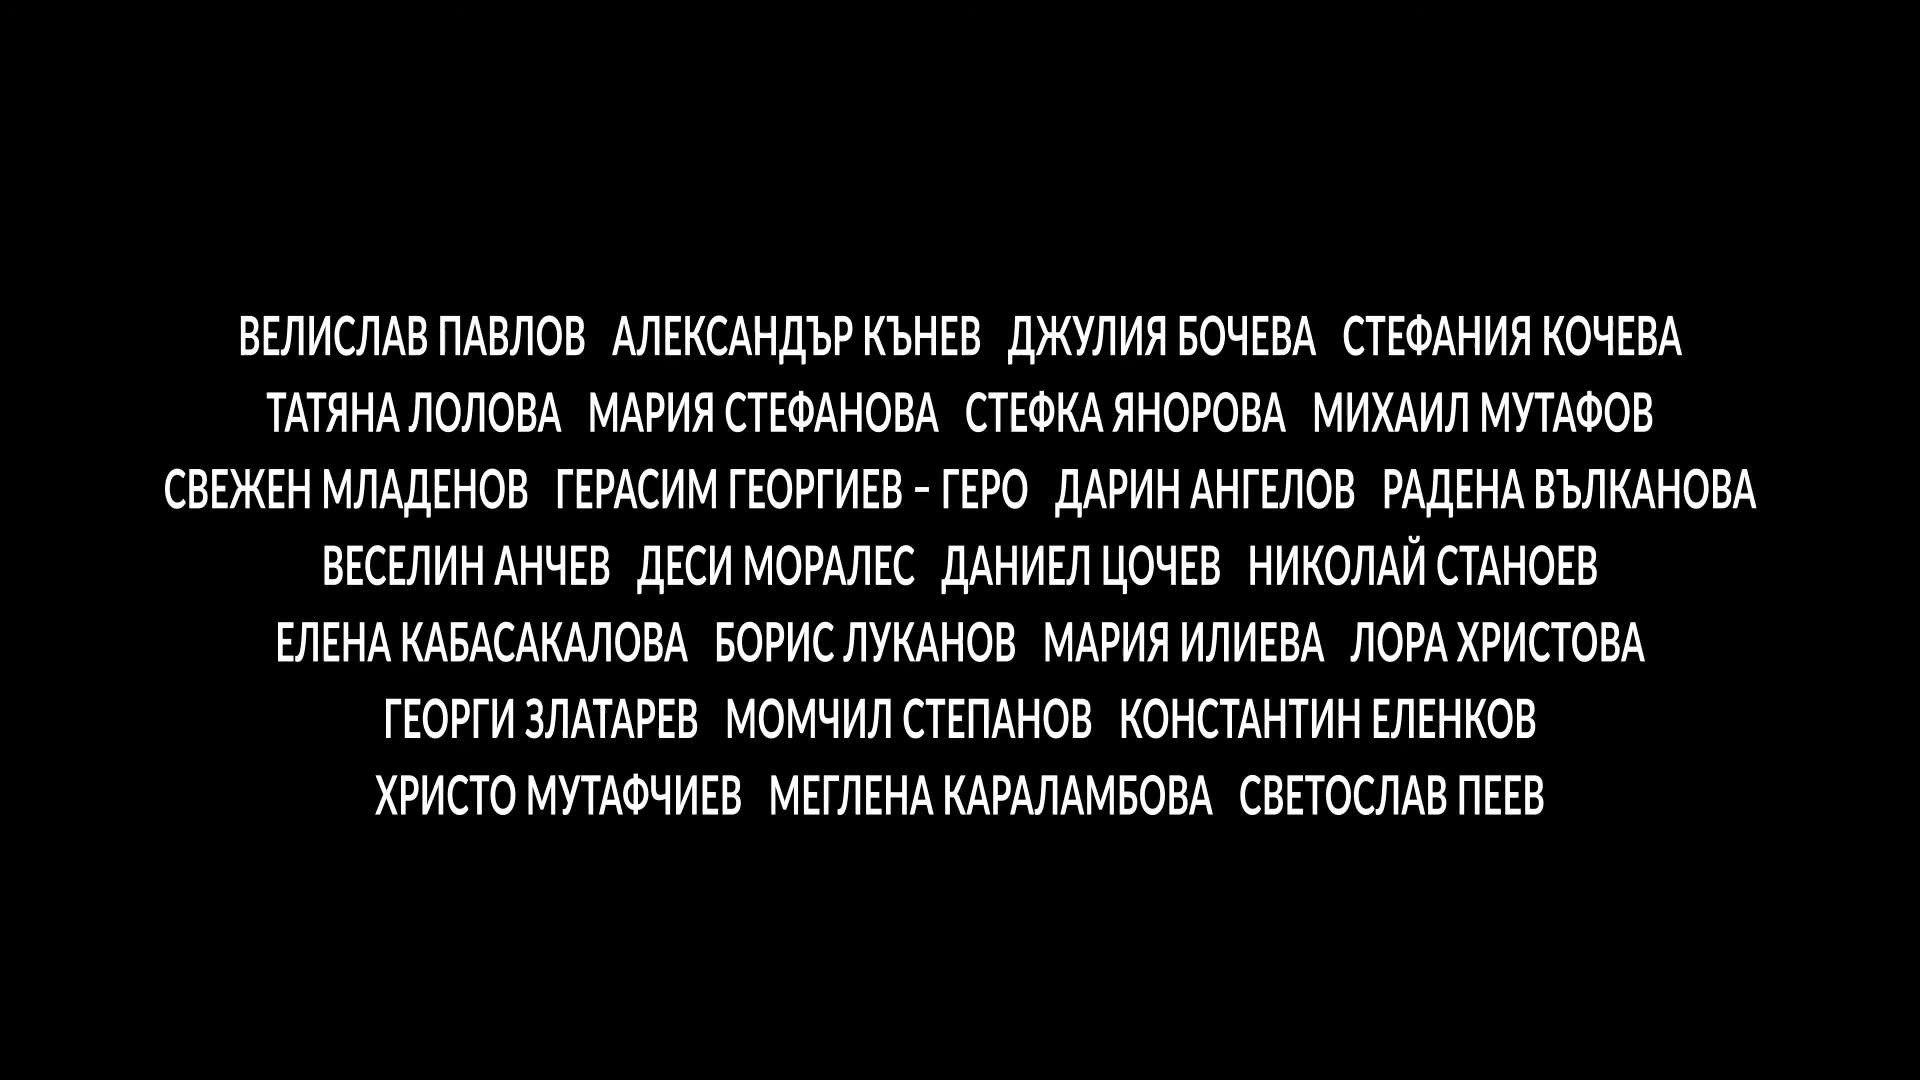 ВЕЛИСЛАВ ПАВЛОВ АЛЕКСАНДЪР КЪНЕВ ДЖУЛИЯ БОЧЕВА СТЕФАНИЯ КОЧЕВА
ТАТЯНА ЛОЛОВА МАРИЯ СТЕФАНОВА СТЕФКА ЯНОРОВА МИХАИЛ МУТАФОВ
СВЕЖЕН МЛАДЕНОВ ГЕРАСИМ ГЕОРГИЕВ - ГЕРО ДАРИН АНГЕЛОВ РАДЕНА ВЪЛКАНОВА
ВЕСЕЛИН АНЧЕВ ДЕСИ МОРАЛЕС ДАНИЕЛ ЦОЧЕВ НИКОЛАЙ СТАНОЕВ
ЕЛЕНА КАБАСАКАЛОВА БОРИС ЛУКАНОВ МАРИЯ ИЛИЕВА ЛОРА ХРИСТОВА
ГЕОРГИ ЗЛАТАРЕВ МОМЧИЛ СТЕПАНОВ КОНСТАНТИН ЕЛЕНКОВ
ХРИСТО МУТАФЧИЕВ МЕГЛЕНА КАРАЛАМБОВА СВЕТОСЛАВ ПЕЕВ